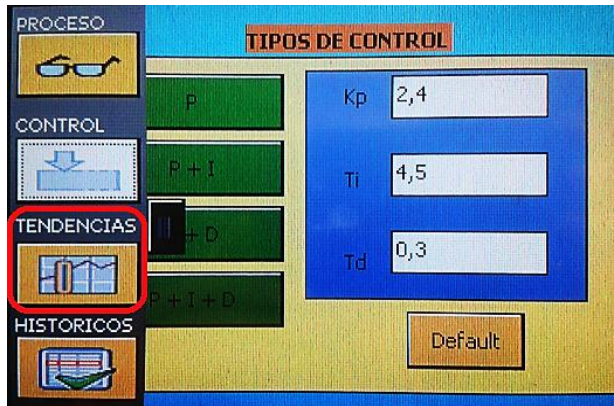 PROCESO
CONTROL
TENDENCIAS
HISTORICOS
TIPOS DE CONTROL
P
P + I
+ D
P + I + D
Kp 2,4
Ti 4,5
Td 0,3
Default